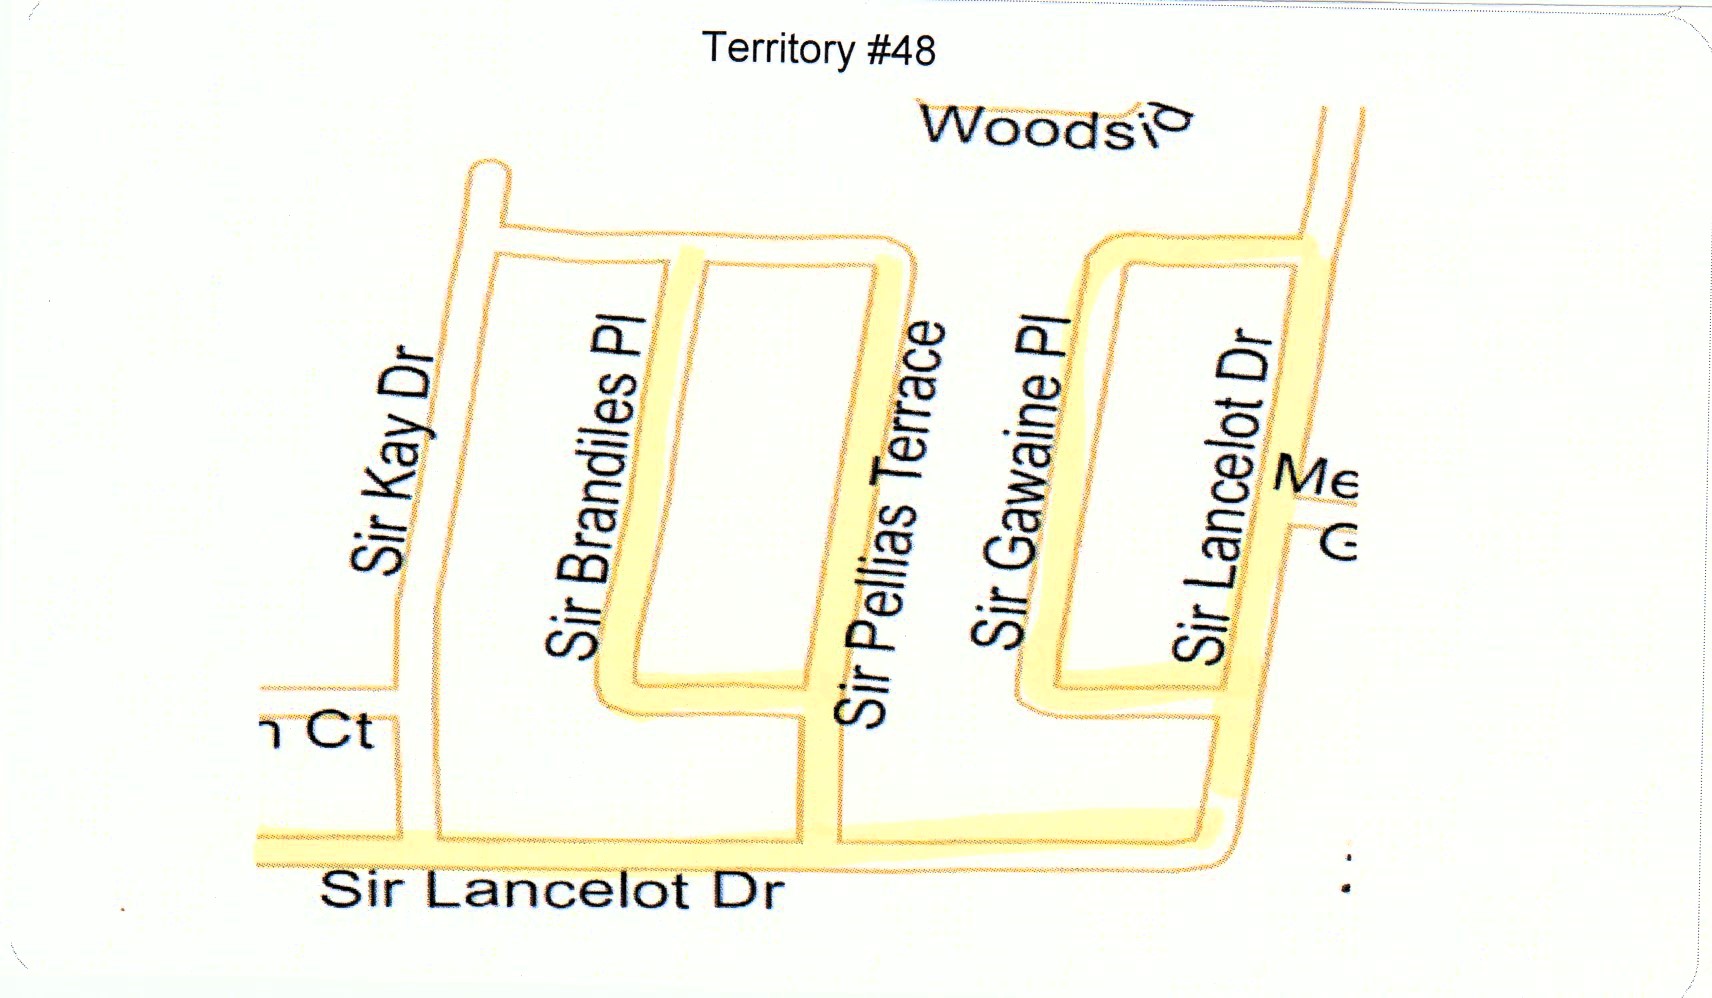 Territory #48
Woodsid
Sir Kay Dr
Sir Brandiles Pl
Sir Pellias Terrace
Sir Gawaine Pl
Sir Lancelot Dr
Me
Ct
Sir Lancelot Dr